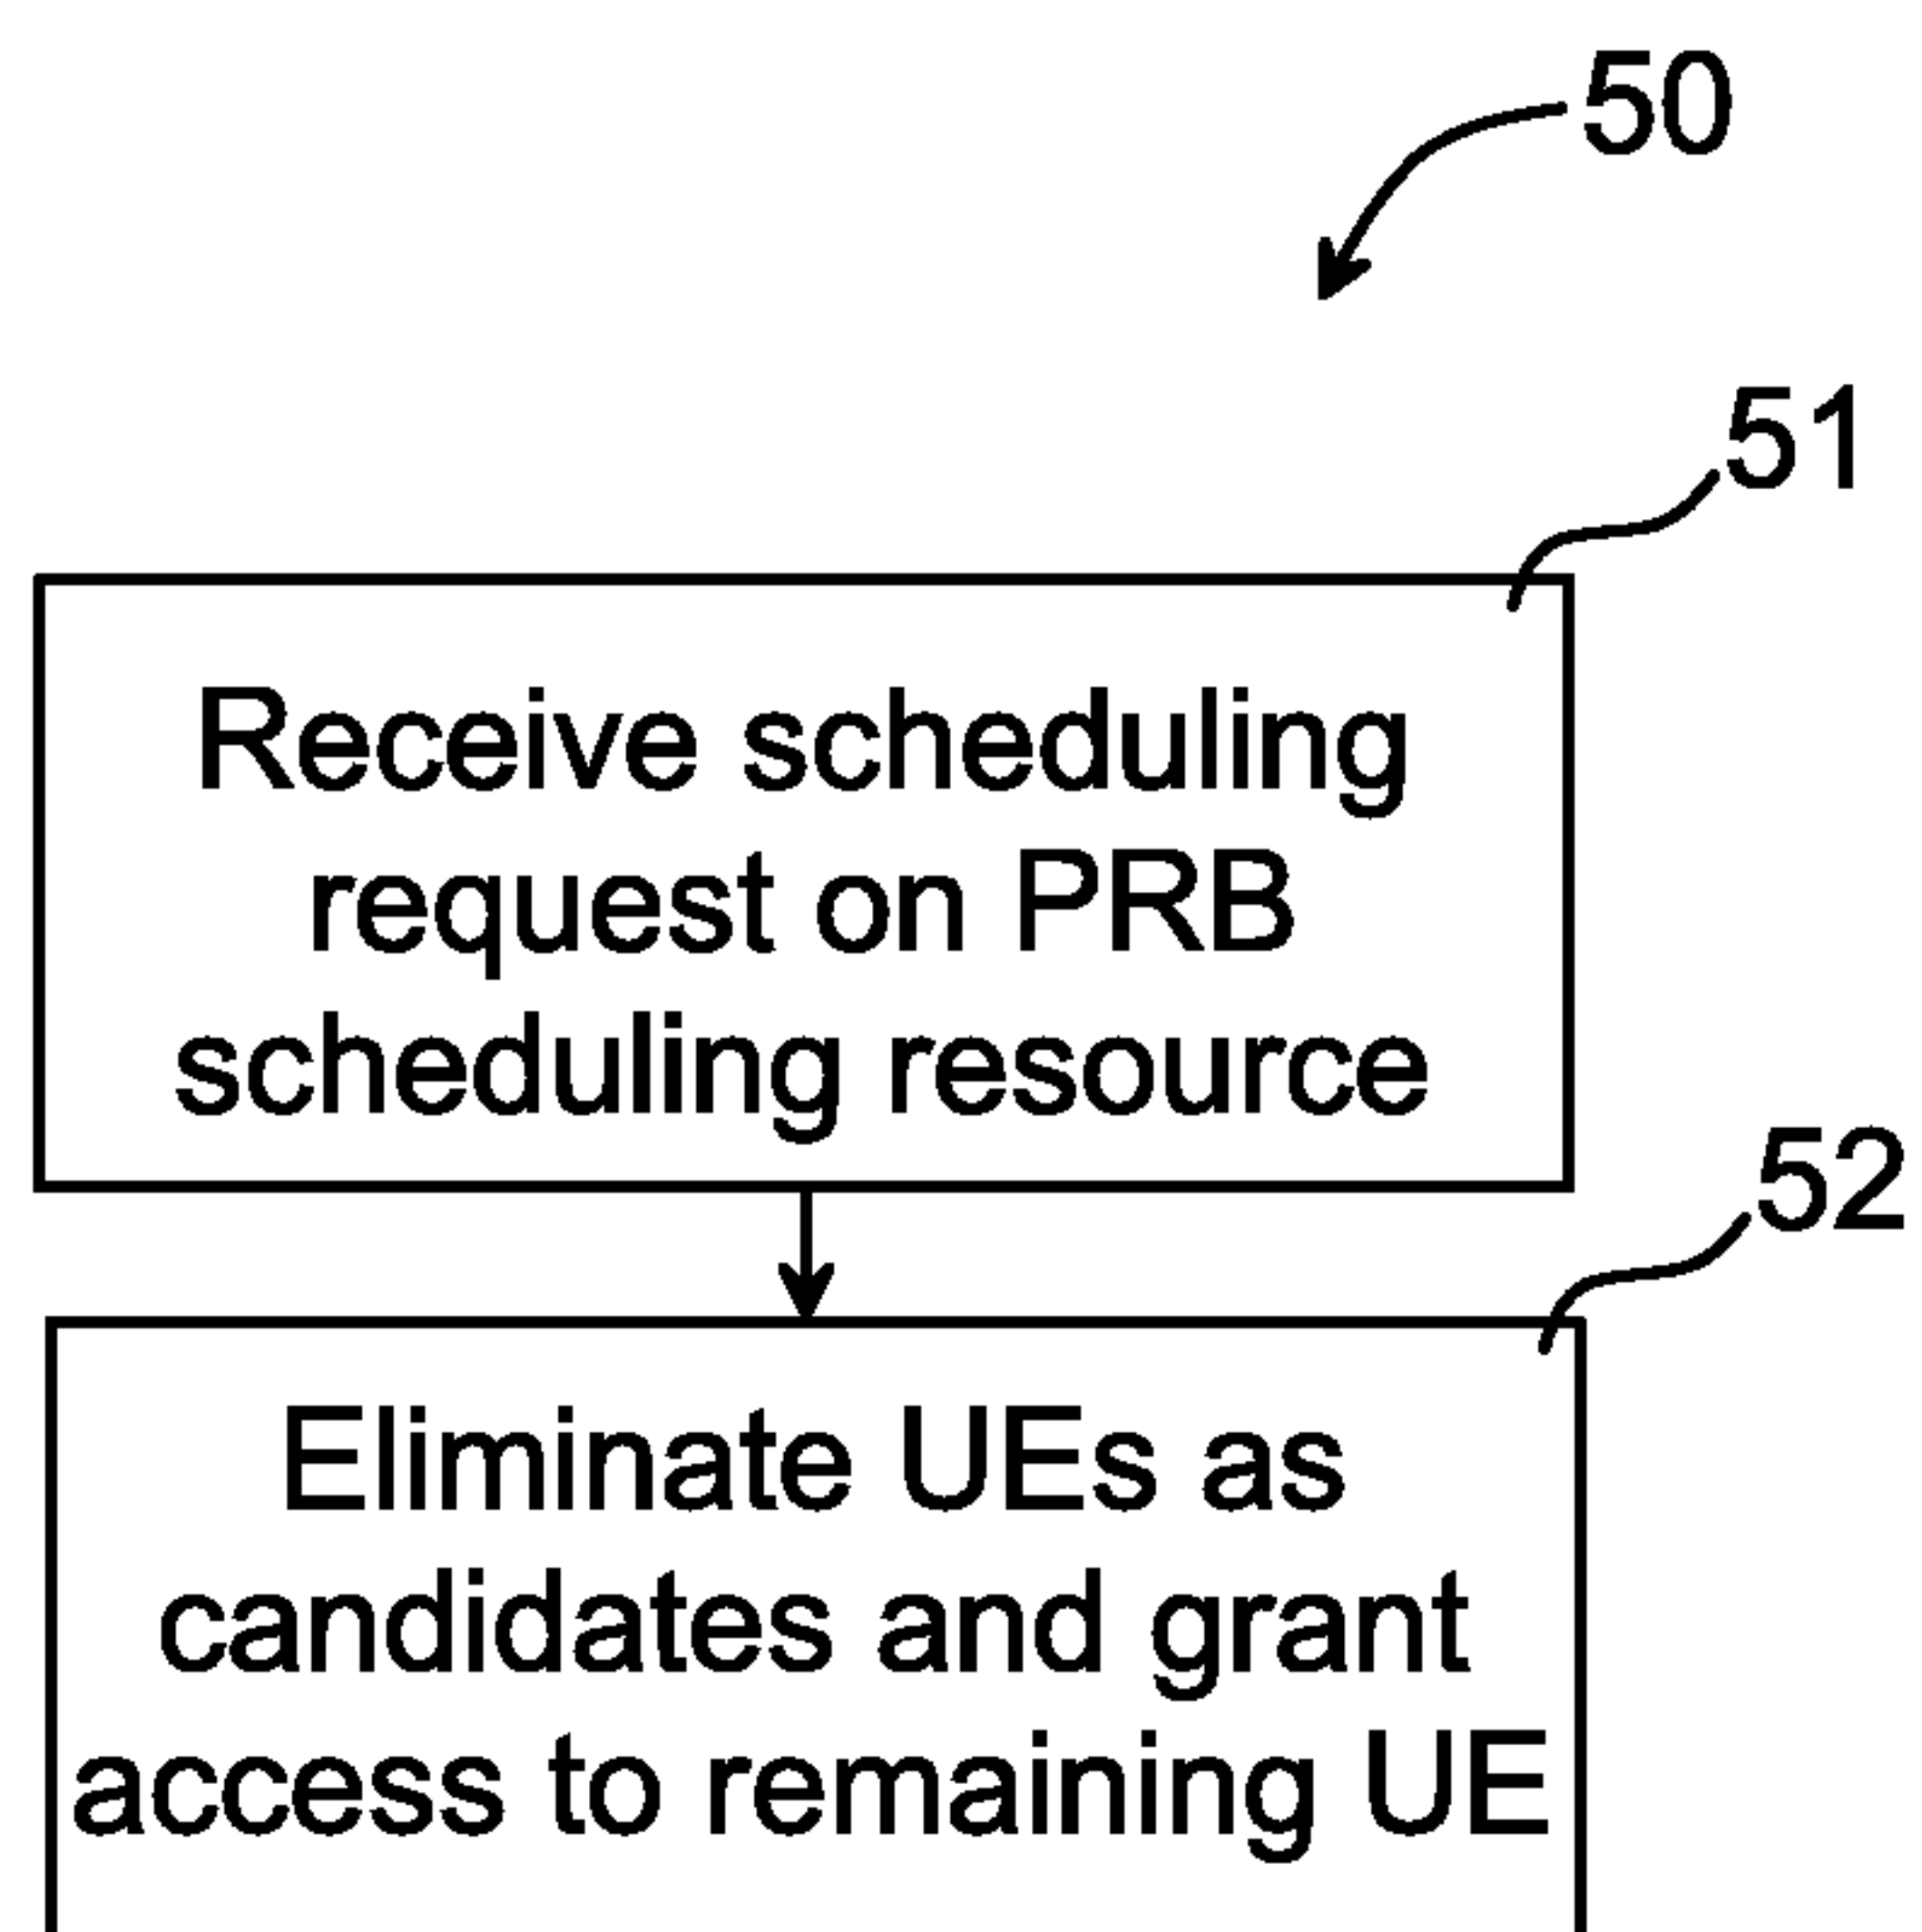 50
51
Receive scheduling
request on PRB
scheduling resource
52
Eliminate UEs as
candidates and grant
access to remaining UE